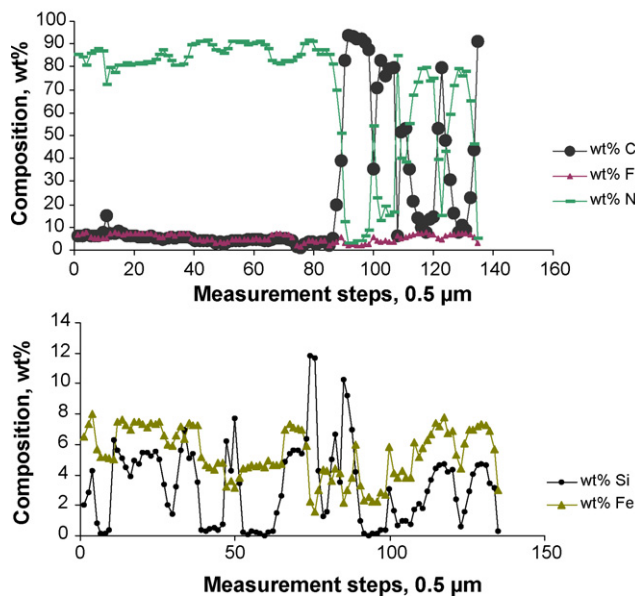 Composition, wt%
100
90
80
70
60
50
40
30
20
10
0
0 20 40 60 80 100 120 140 160
Measurement steps, 0.5 µm
wt% C
wt% F
wt% N
Composition, wt%
14
12
10
8
6
4
2
0
0 50 100 150
Measurement steps, 0.5 µm
wt% Si
wt% Fe